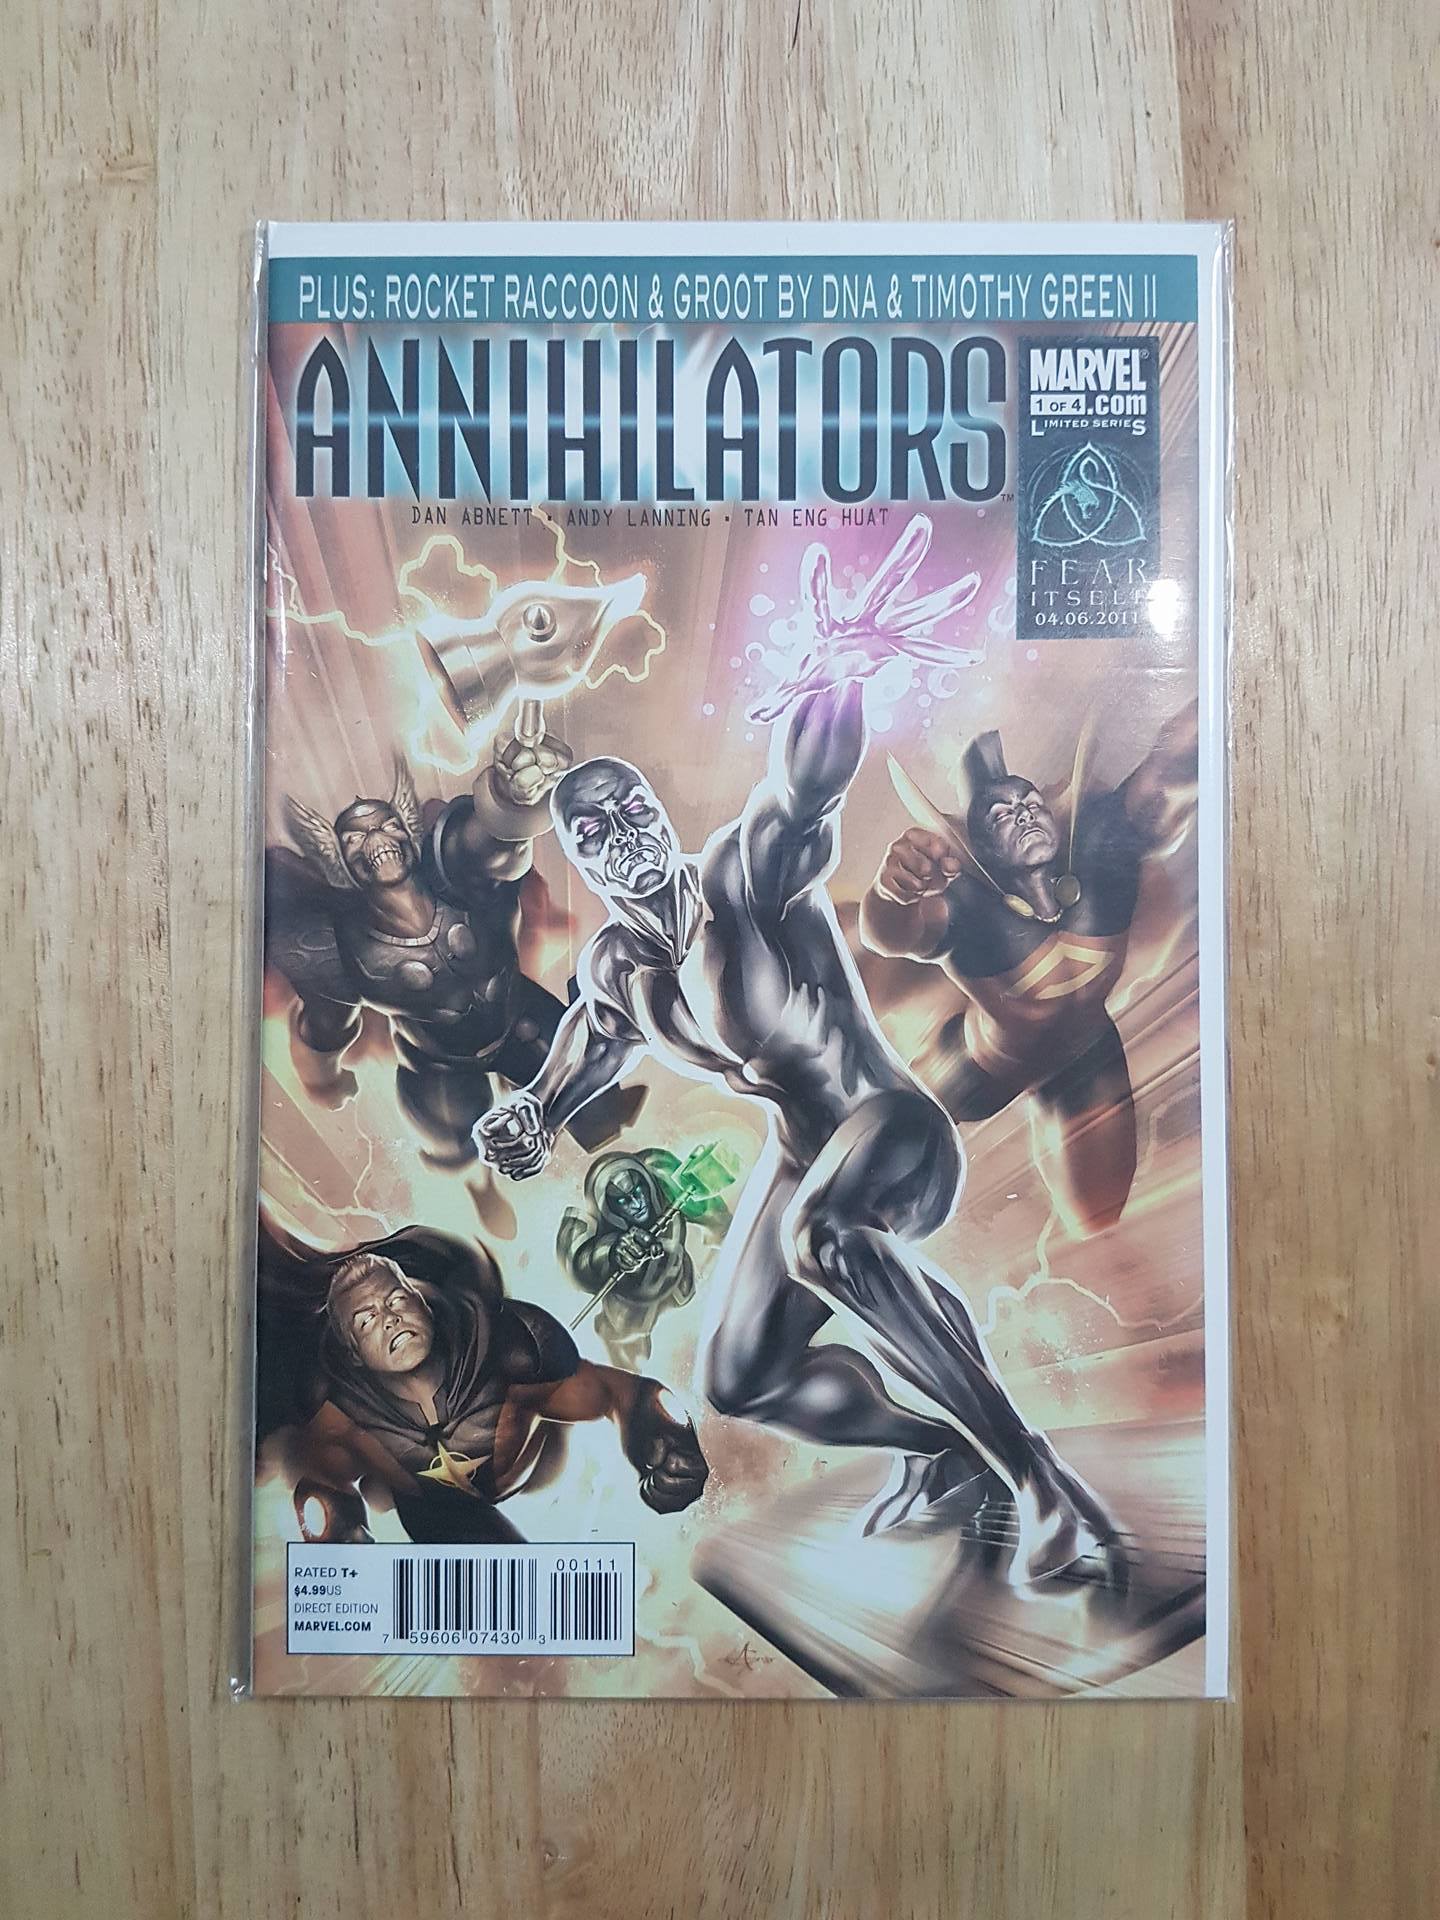 PLUS: ROCKET RACCOON & GROOT BY DNA & TIMOTHY GREEN II
ANNIHILATORS™
DAN ABNETT • ANDY LANNING • TAN ENG HUAT
MARVEL®
1 OF 4 .COM
LIMITED SERIES
FEAR
ITSELF
04.06.2011
RATED T+
$4.99US
DIRECT EDITION
MARVEL.COM
00111
7 59606 07430 3